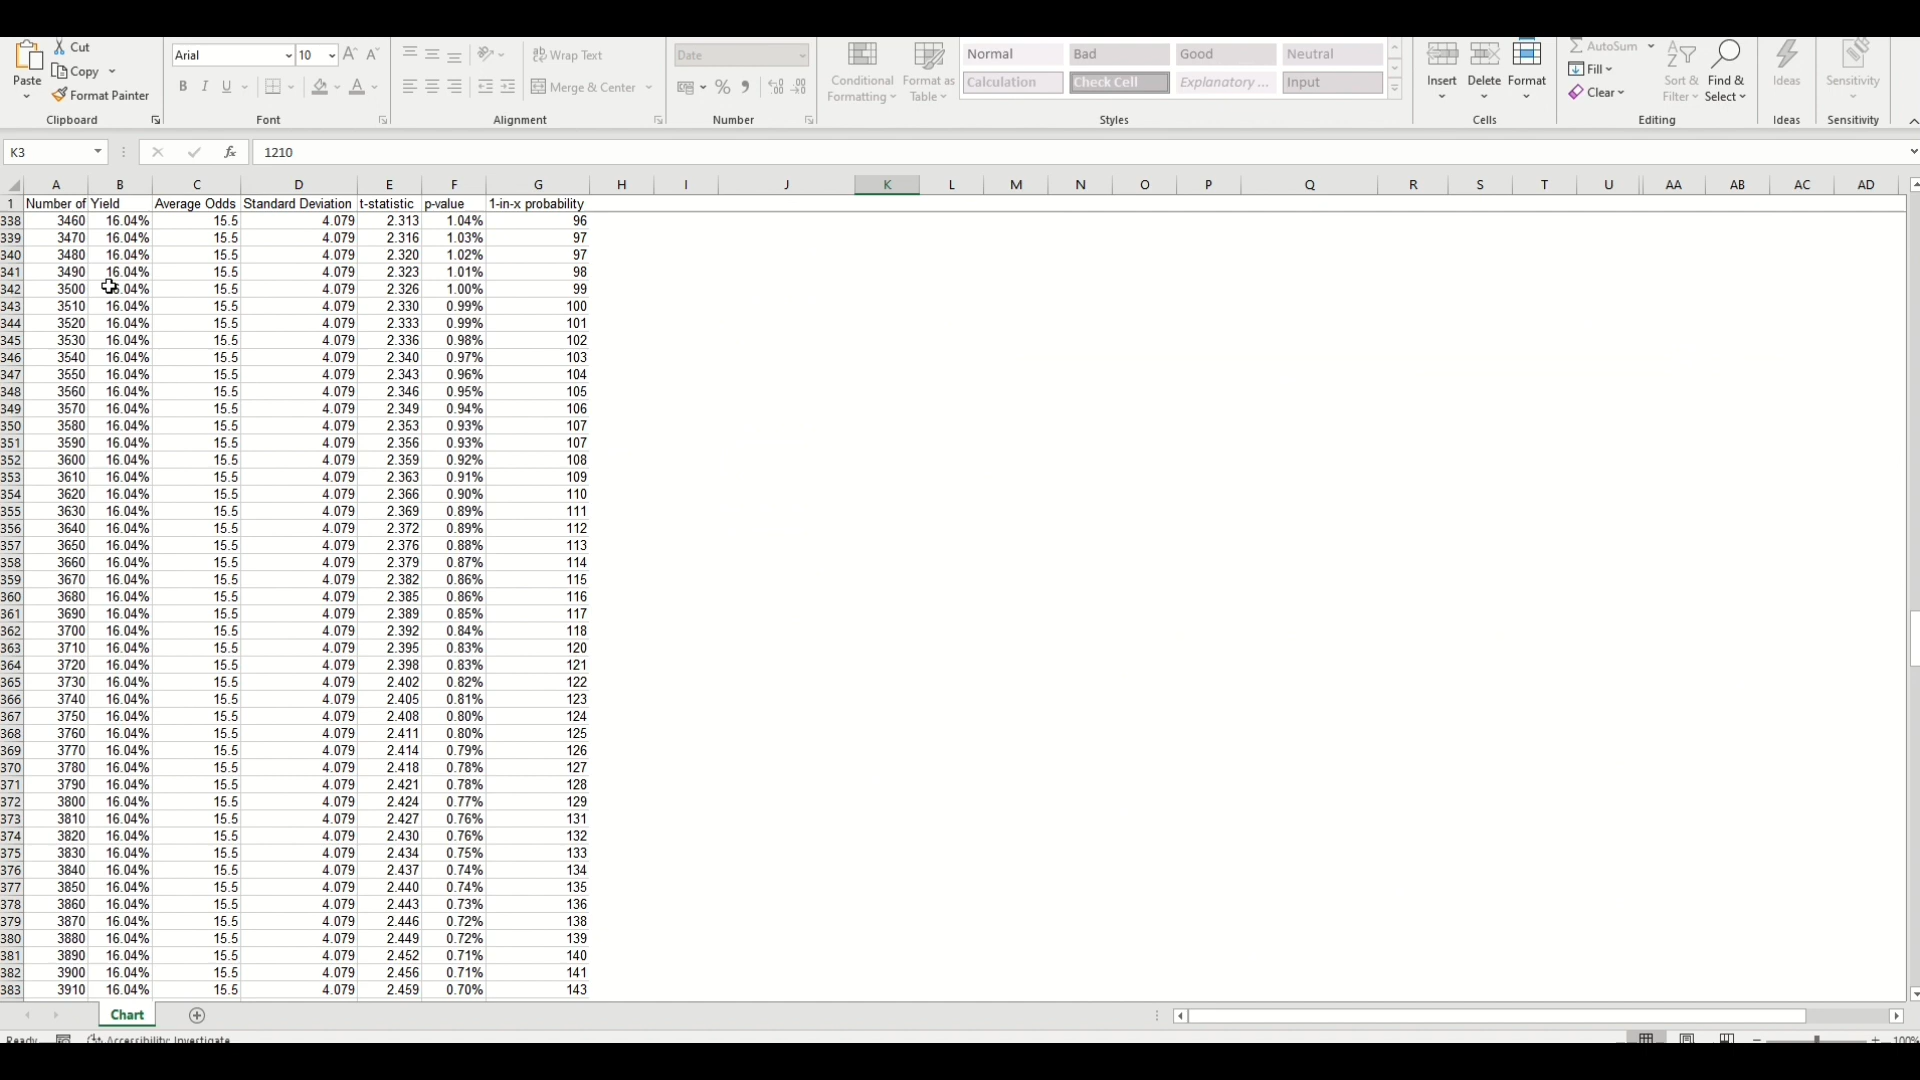 Cut
Copy
Format Painter
Paste
Clipboard
Arial 10
B I U A
Font
Wrap Text
Merge & Center
Alignment
Date
%
Number
Conditional Formatting
Format as Table
Normal Bad Good Neutral
Calculation Check Cell Explanatory ... Input
Styles
Insert Delete Format
Cells
AutoSum
Fill
Clear
Sort & Filter
Find & Select
Editing
Ideas
Ideas
Sensitivity
Sensitivity
K3 fx 1210
A B C D E F G H I J K L M N O P Q R S T U AA AB AC AD
1 Number of Yield Average Odds Standard Deviation t-statistic p-value 1-in-x probability
338 3460 16.04% 15.5 4.079 2.313 1.04% 96
339 3470 16.04% 15.5 4.079 2.316 1.03% 97
340 3480 16.04% 15.5 4.079 2.320 1.02% 97
341 3490 16.04% 15.5 4.079 2.323 1.01% 98
342 3500 .04% 15.5 4.079 2.326 1.00% 99
343 3510 16.04% 15.5 4.079 2.330 0.99% 100
344 3520 16.04% 15.5 4.079 2.333 0.99% 101
345 3530 16.04% 15.5 4.079 2.336 0.98% 102
346 3540 16.04% 15.5 4.079 2.340 0.97% 103
347 3550 16.04% 15.5 4.079 2.343 0.96% 104
348 3560 16.04% 15.5 4.079 2.346 0.95% 105
349 3570 16.04% 15.5 4.079 2.349 0.94% 106
350 3580 16.04% 15.5 4.079 2.353 0.93% 107
351 3590 16.04% 15.5 4.079 2.356 0.93% 107
352 3600 16.04% 15.5 4.079 2.359 0.92% 108
353 3610 16.04% 15.5 4.079 2.363 0.91% 109
354 3620 16.04% 15.5 4.079 2.366 0.90% 110
355 3630 16.04% 15.5 4.079 2.369 0.89% 111
356 3640 16.04% 15.5 4.079 2.372 0.89% 112
357 3650 16.04% 15.5 4.079 2.376 0.88% 113
358 3660 16.04% 15.5 4.079 2.379 0.87% 114
359 3670 16.04% 15.5 4.079 2.382 0.86% 115
360 3680 16.04% 15.5 4.079 2.385 0.86% 116
361 3690 16.04% 15.5 4.079 2.389 0.85% 117
362 3700 16.04% 15.5 4.079 2.392 0.84% 118
363 3710 16.04% 15.5 4.079 2.395 0.83% 120
364 3720 16.04% 15.5 4.079 2.398 0.83% 121
365 3730 16.04% 15.5 4.079 2.402 0.82% 122
366 3740 16.04% 15.5 4.079 2.405 0.81% 123
367 3750 16.04% 15.5 4.079 2.408 0.80% 124
368 3760 16.04% 15.5 4.079 2.411 0.80% 125
369 3770 16.04% 15.5 4.079 2.414 0.79% 126
370 3780 16.04% 15.5 4.079 2.418 0.78% 127
371 3790 16.04% 15.5 4.079 2.421 0.78% 128
372 3800 16.04% 15.5 4.079 2.424 0.77% 129
373 3810 16.04% 15.5 4.079 2.427 0.76% 131
374 3820 16.04% 15.5 4.079 2.430 0.76% 132
375 3830 16.04% 15.5 4.079 2.434 0.75% 133
376 3840 16.04% 15.5 4.079 2.437 0.74% 134
377 3850 16.04% 15.5 4.079 2.440 0.74% 135
378 3860 16.04% 15.5 4.079 2.443 0.73% 136
379 3870 16.04% 15.5 4.079 2.446 0.72% 138
380 3880 16.04% 15.5 4.079 2.449 0.72% 139
381 3890 16.04% 15.5 4.079 2.452 0.71% 140
382 3900 16.04% 15.5 4.079 2.456 0.71% 141
383 3910 16.04% 15.5 4.079 2.459 0.70% 143
Chart
Ready Accessibility: Investigate 100%